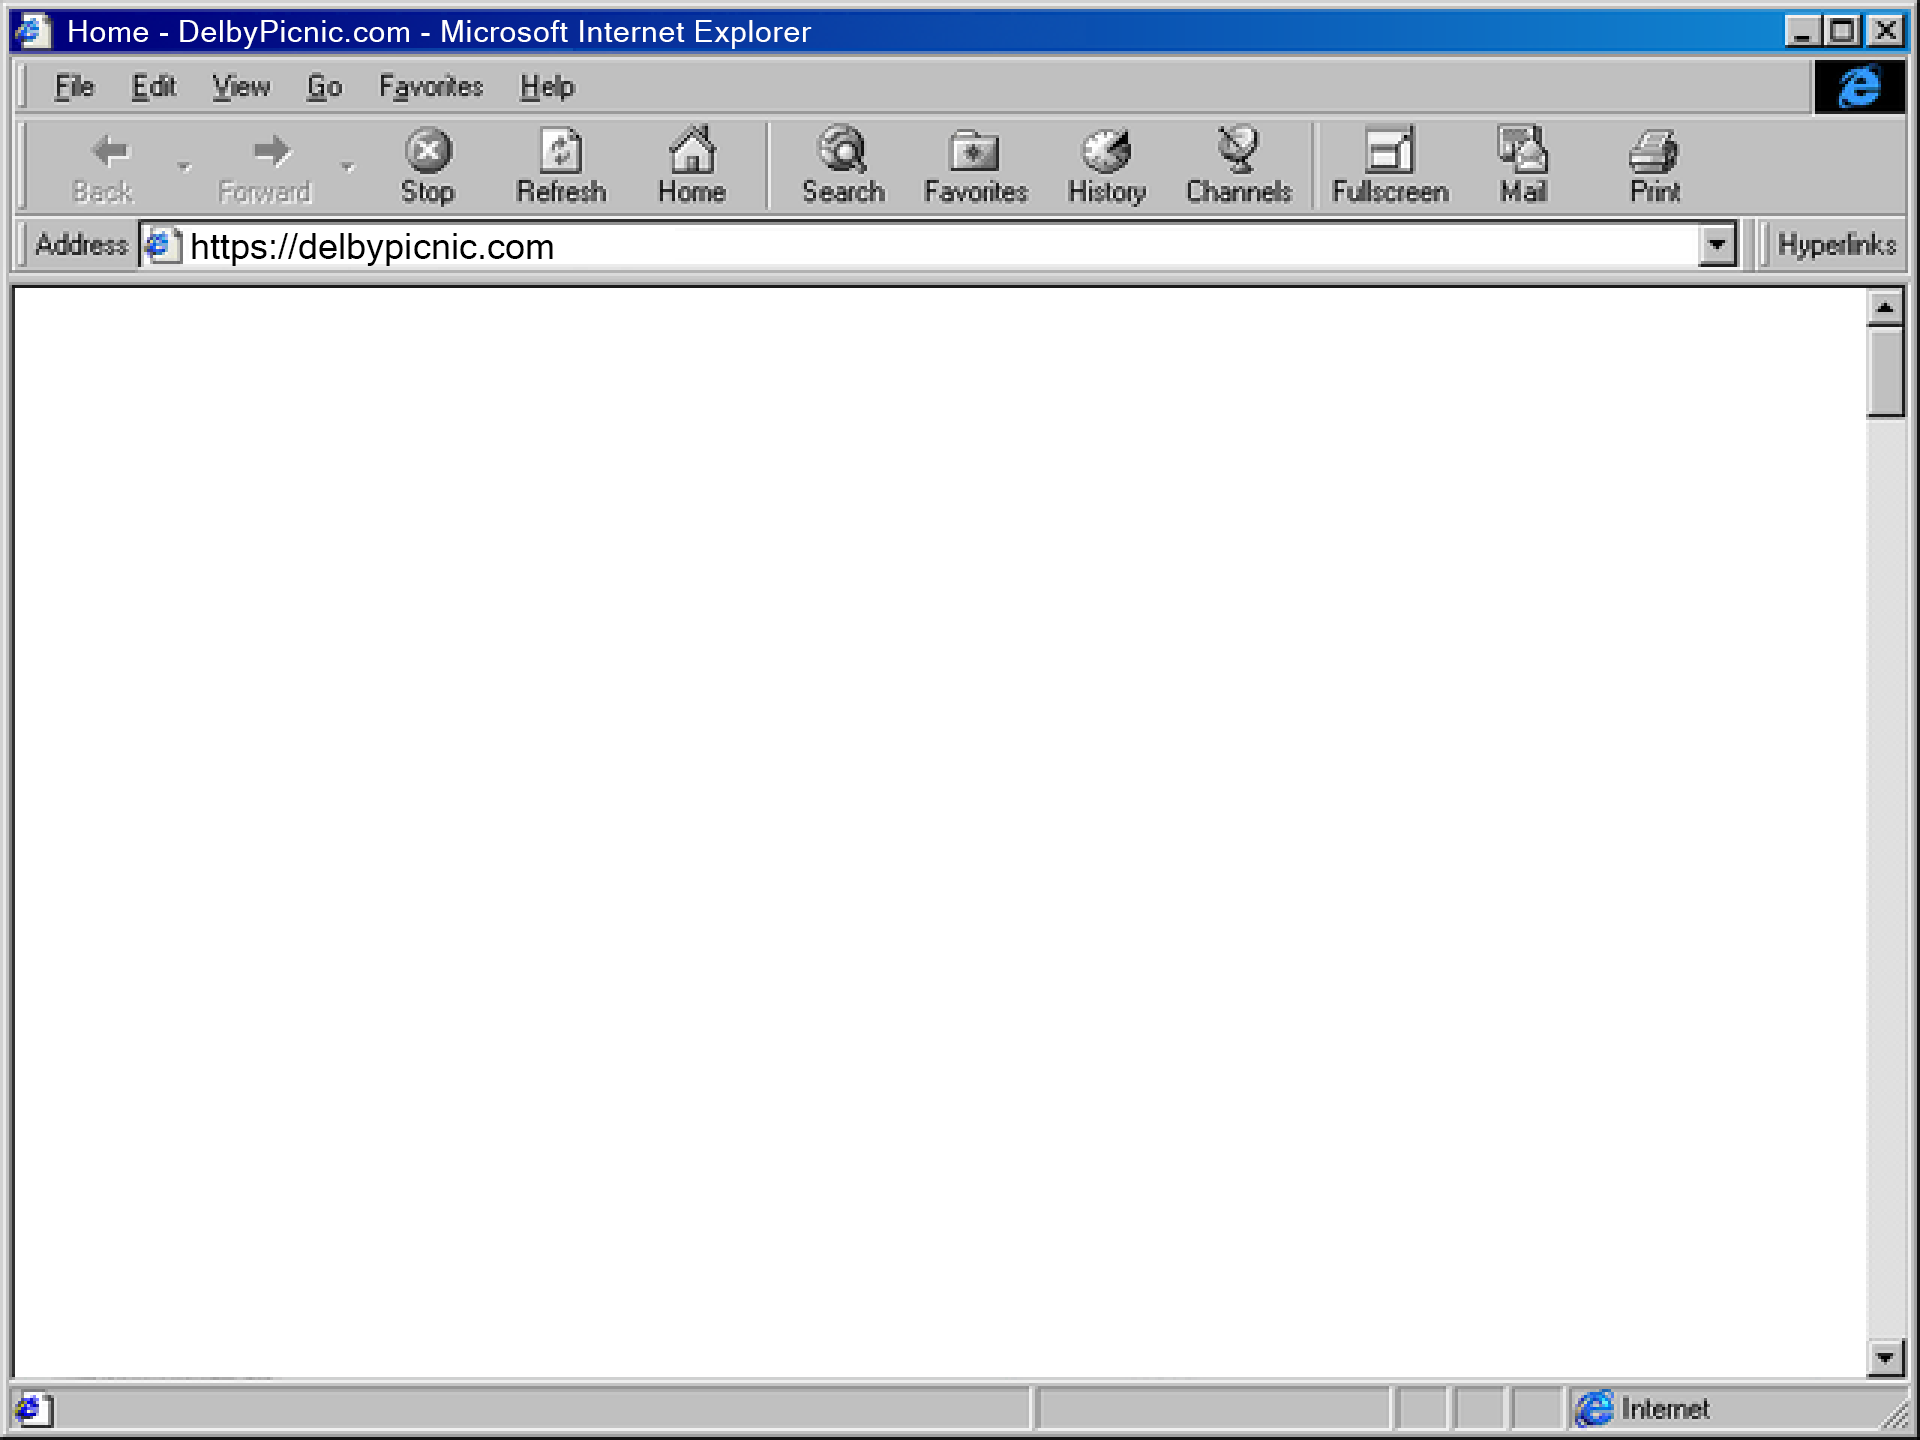 Home - DelbyPicnic.com - Microsoft Internet Explorer
File Edit View Go Favorites Help
Back Forward Stop Refresh Home Search Favorites History Channels Fullscreen Mail Print
Address https://delbypicnic.com Hyperlinks
Internet